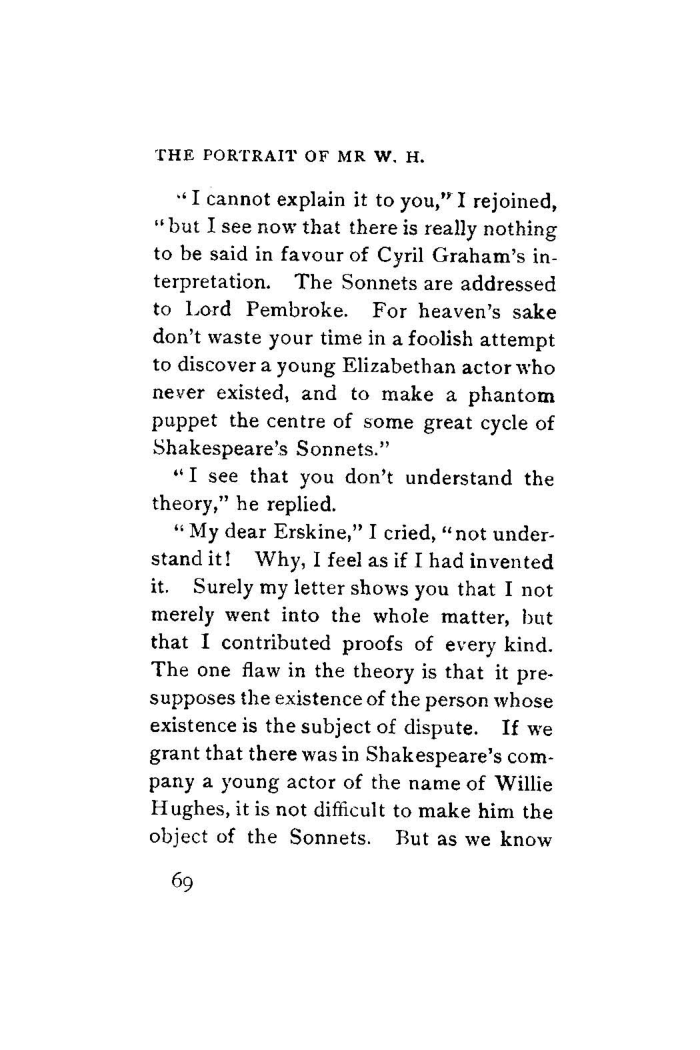 THE PORTRAIT OF MR W. H.
“I cannot explain it to you,” I rejoined,
“but I see now that there is really nothing
to be said in favour of Cyril Graham’s in-
terpretation. The Sonnets are addressed
to Lord Pembroke. For heaven’s sake
don’t waste your time in a foolish attempt
to discover a young Elizabethan actor who
never existed, and to make a phantom
puppet the centre of some great cycle of
Shakespeare’s Sonnets.”
“I see that you don’t understand the
theory,” he replied.
“My dear Erskine,” I cried, “not under-
stand it! Why, I feel as if I had invented
it. Surely my letter shows you that I not
merely went into the whole matter, but
that I contributed proofs of every kind.
The one flaw in the theory is that it pre-
supposes the existence of the person whose
existence is the subject of dispute. If we
grant that there was in Shakespeare’s com-
pany a young actor of the name of Willie
Hughes, it is not difficult to make him the
object of the Sonnets. But as we know
69